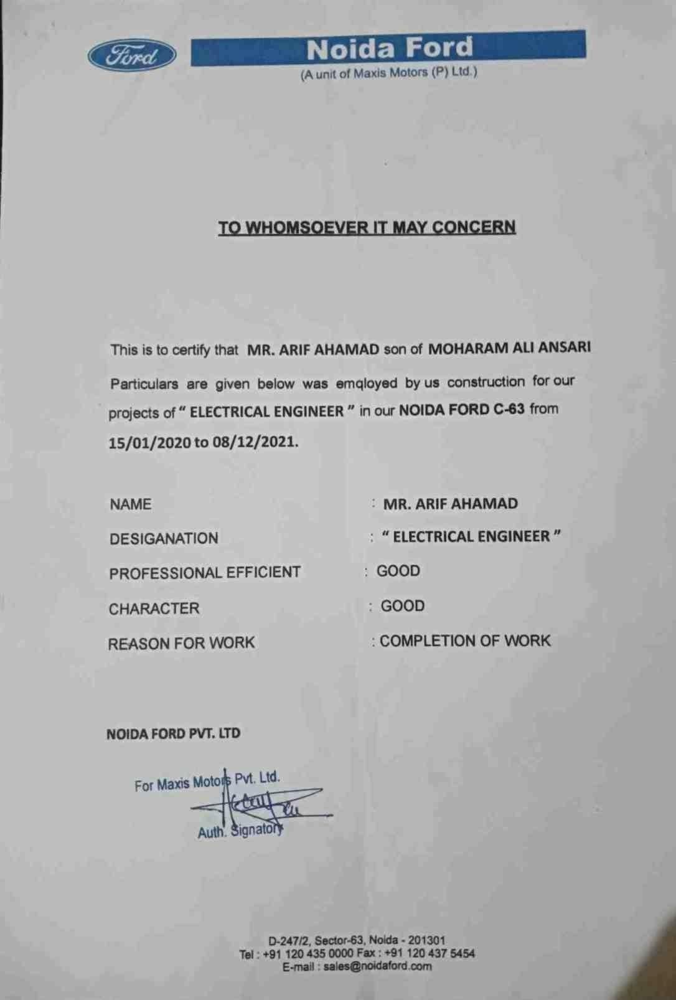 Ford
Noida Ford
(A unit of Maxis Motors (P) Ltd.)
TO WHOMSOEVER IT MAY CONCERN
This is to certify that MR. ARIF AHAMAD son of MOHARAM ALI ANSARI
Particulars are given below was emqloyed by us construction for our
projects of “ ELECTRICAL ENGINEER ” in our NOIDA FORD C-63 from
15/01/2020 to 08/12/2021.
NAME : MR. ARIF AHAMAD
DESIGANATION : “ ELECTRICAL ENGINEER ”
PROFESSIONAL EFFICIENT : GOOD
CHARACTER : GOOD
REASON FOR WORK : COMPLETION OF WORK
NOIDA FORD PVT. LTD
For Maxis Motors Pvt. Ltd.
Auth. Signatory
D-247/2, Sector-63, Noida - 201301
Tel : +91 120 435 0000 Fax : +91 120 437 5454
E-mail : sales@noidaford.com